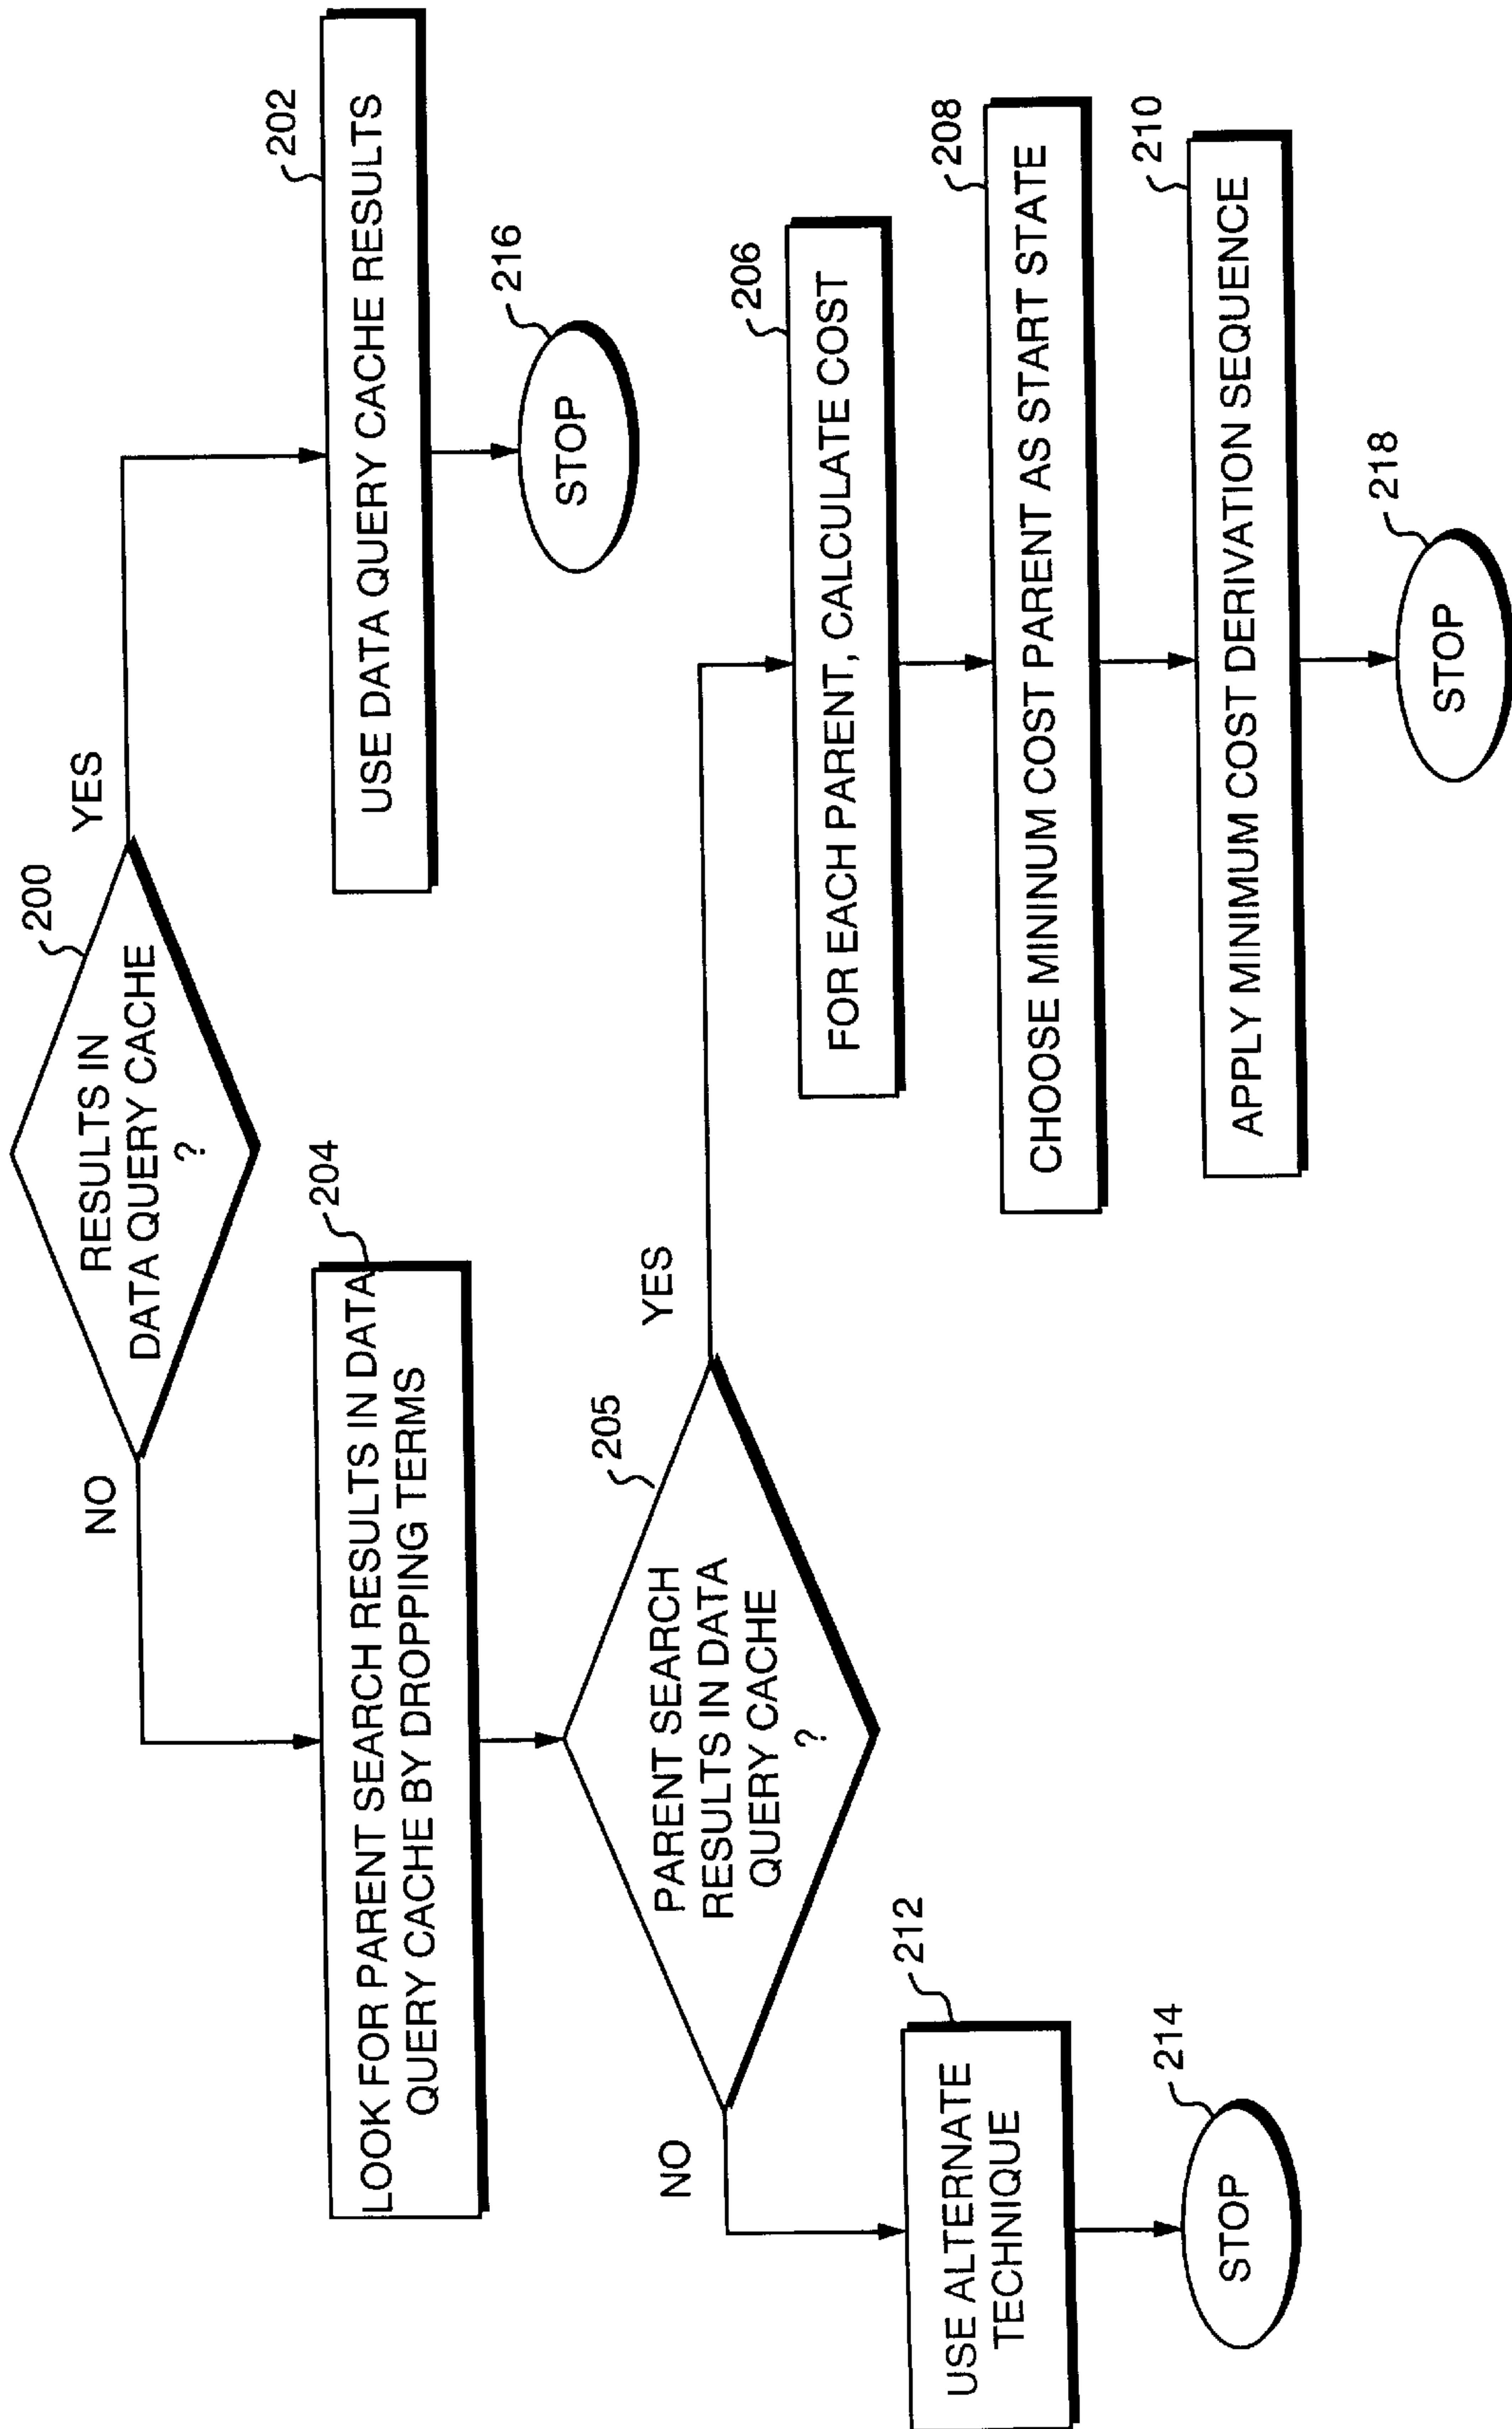 200
RESULTS IN
DATA QUERY CACHE
?
YES
NO
202
USE DATA QUERY CACHE RESULTS
216
STOP
204
LOOK FOR PARENT SEARCH RESULTS IN DATA
QUERY CACHE BY DROPPING TERMS
205
PARENT SEARCH
RESULTS IN DATA
QUERY CACHE
?
YES
NO
206
FOR EACH PARENT, CALCULATE COST
208
CHOOSE MININUM COST PARENT AS START STATE
210
APPLY MINIMUM COST DERIVATION SEQUENCE
218
STOP
212
USE ALTERNATE
TECHNIQUE
214
STOP